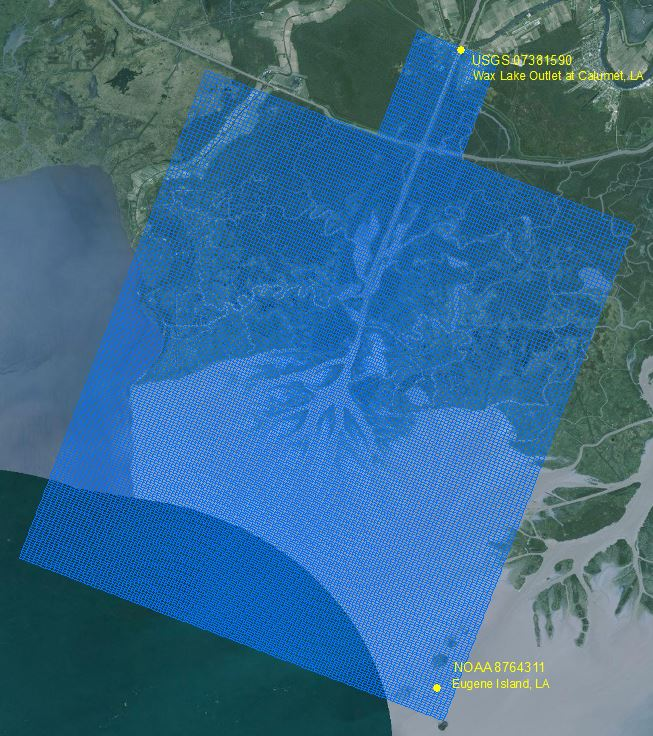 USGS 07381590
Wax Lake Outlet at Calumet, LA
NOAA 8764311
Eugene Island, LA